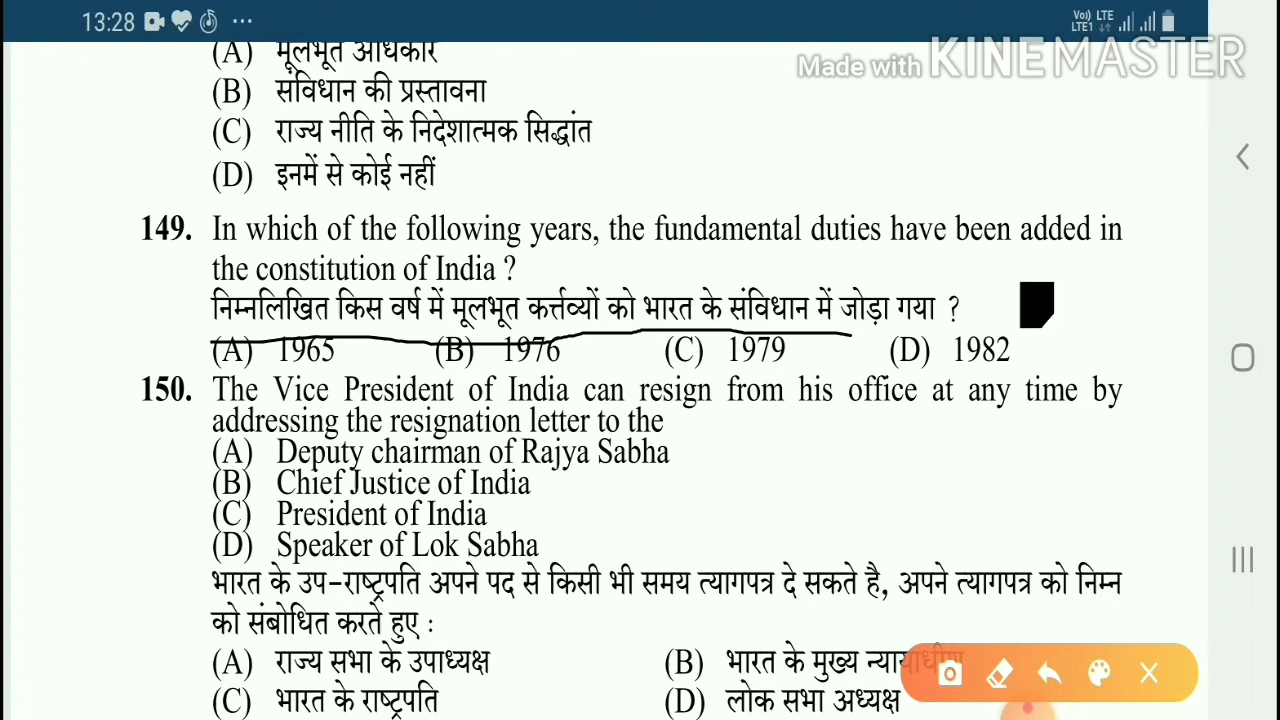 13:28
Vo) LTE
LTE1
Made with KINEMASTER
(A) मूलभूत अधिकार
(B) संविधान की प्रस्तावना
(C) राज्य नीति के निदेशात्मक सिद्धांत
(D) इनमें से कोई नहीं
149. In which of the following years, the fundamental duties have been added in
the constitution of India ?
निम्नलिखित किस वर्ष में मूलभूत कर्त्तव्यों को भारत के संविधान में जोड़ा गया ?
(A) 1965 (B) 1976 (C) 1979 (D) 1982
150. The Vice President of India can resign from his office at any time by
addressing the resignation letter to the
(A) Deputy chairman of Rajya Sabha
(B) Chief Justice of India
(C) President of India
(D) Speaker of Lok Sabha
भारत के उप-राष्ट्रपति अपने पद से किसी भी समय त्यागपत्र दे सकते है, अपने त्यागपत्र को निम्न
को संबोधित करते हुए :
(A) राज्य सभा के उपाध्यक्ष (B) भारत के मुख्य न्यायाधीश
(C) भारत के राष्ट्रपति (D) लोक सभा अध्यक्ष